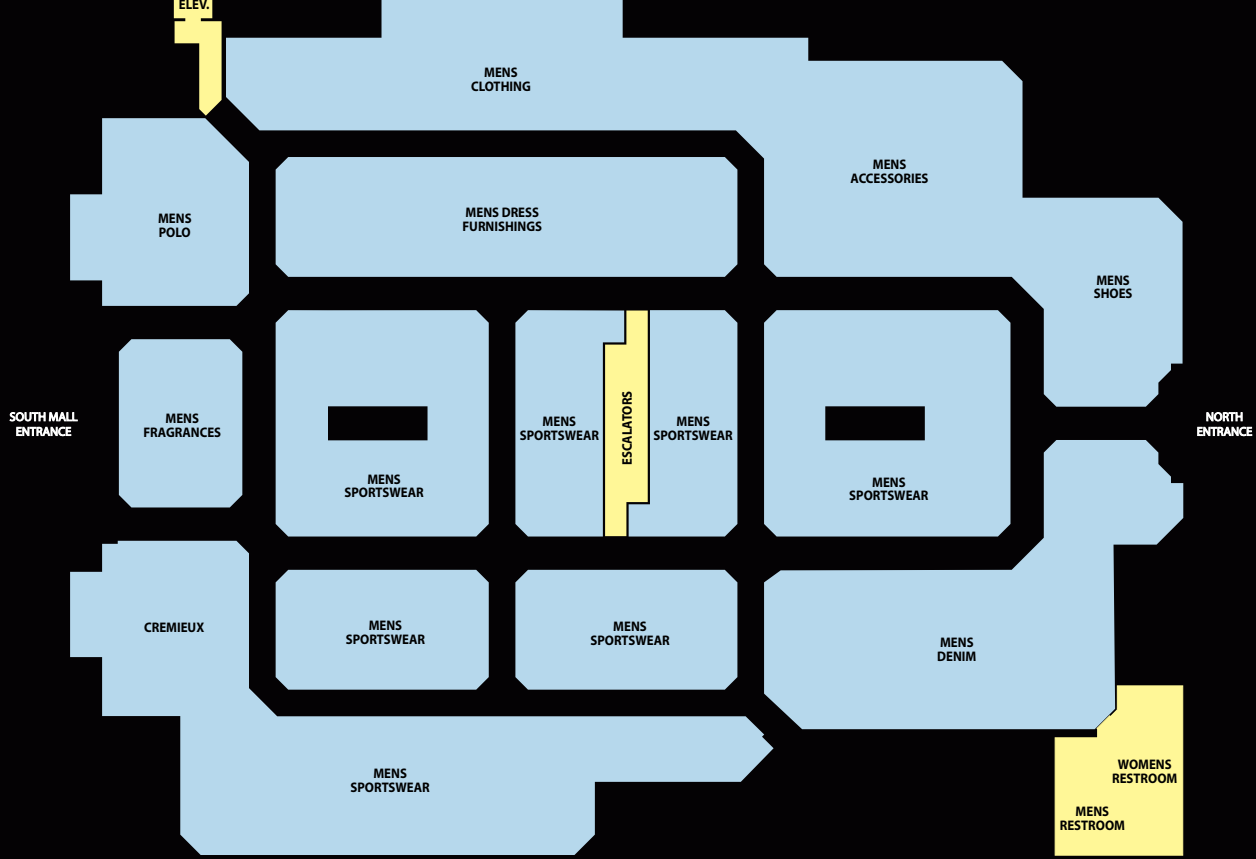 ELEV.
MENS
CLOTHING
MENS
ACCESSORIES
MENS
POLO
MENS DRESS
FURNISHINGS
MENS
SHOES
SOUTH MALL
ENTRANCE
MENS
FRAGRANCES
MENS
SPORTSWEAR
MENS
SPORTSWEAR
ESCALATORS
MENS
SPORTSWEAR
MENS
SPORTSWEAR
NORTH
ENTRANCE
CREMIEUX
MENS
SPORTSWEAR
MENS
SPORTSWEAR
MENS
DENIM
MENS
SPORTSWEAR
WOMENS
RESTROOM
MENS
RESTROOM